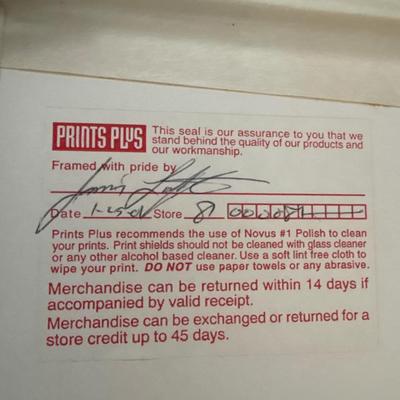 PRINTS PLUS This seal is our assurance to you that we
stand behind the quality of our products and
our workmanship.
Framed with pride by
Date Store 81
Prints Plus recommends the use of Novus #1 Polish to clean
your prints. Print shields should not be cleaned with glass cleaner
or any other alcohol based cleaner. Use a soft lint free cloth to
wipe your print. DO NOT use paper towels or any abrasive.
Merchandise can be returned within 14 days if
accompanied by valid receipt.
Merchandise can be exchanged or returned for a
store credit up to 45 days.